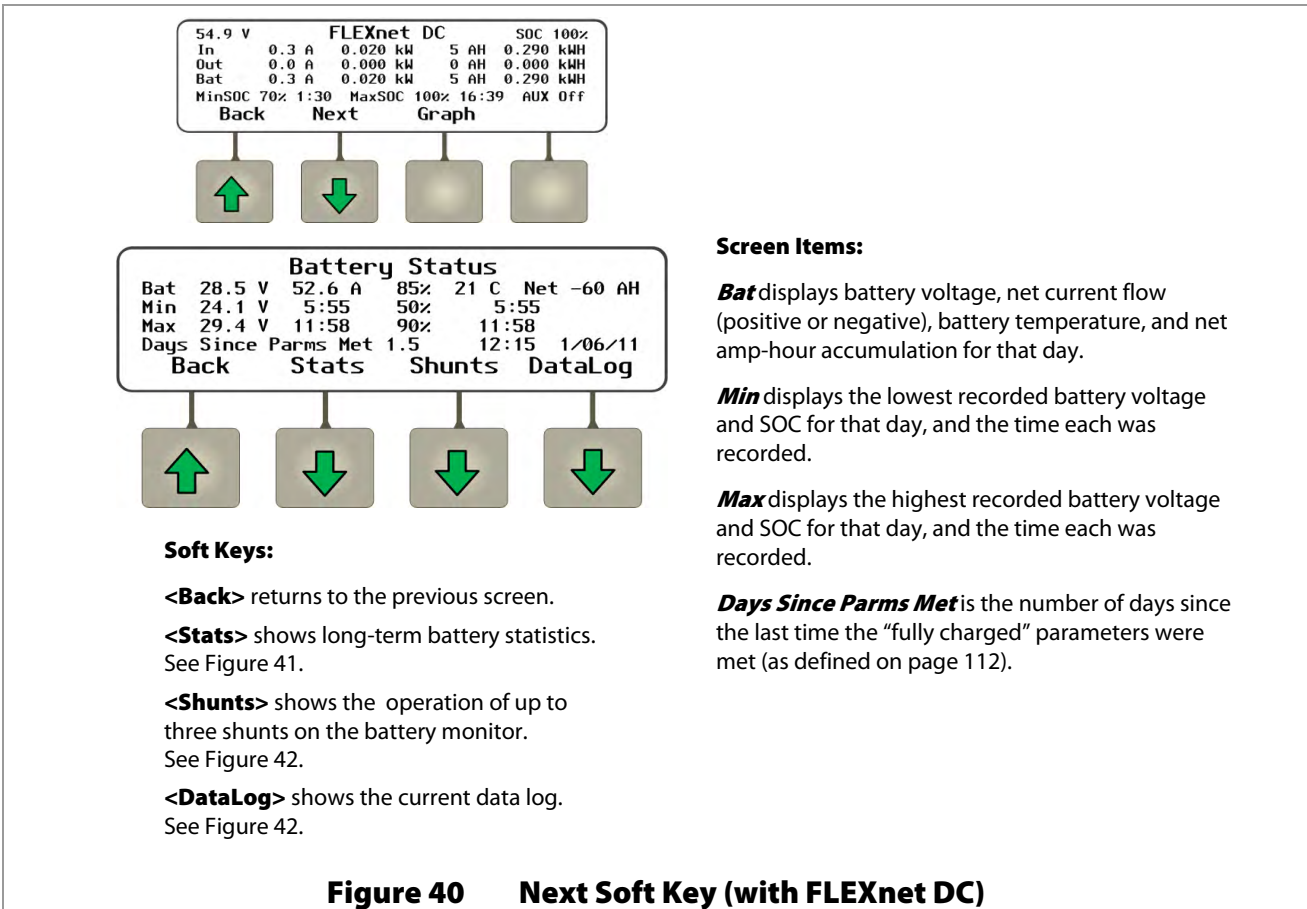 54.9 V FLEXnet DC SOC 100%
In 0.3 A 0.020 kW 5 AH 0.290 kWH
Out 0.0 A 0.000 kW 0 AH 0.000 kWH
Bat 0.3 A 0.020 kW 5 AH 0.290 kWH
MinSOC 70% 1:30 MaxSOC 100% 16:39 AUX Off
Back Next Graph
Battery Status
Bat 28.5 V 52.6 A 85% 21 C Net -60 AH
Min 24.1 V 5:55 50% 5:55
Max 29.4 V 11:58 90% 11:58
Days Since Parms Met 1.5 12:15 1/06/11
Back Stats Shunts DataLog
Soft Keys:
<Back> returns to the previous screen.
<Stats> shows long-term battery statistics.
See Figure 41.
<Shunts> shows the operation of up to
three shunts on the battery monitor.
See Figure 42.
<DataLog> shows the current data log.
See Figure 42.
Screen Items:
Bat displays battery voltage, net current flow
(positive or negative), battery temperature, and net
amp-hour accumulation for that day.
Min displays the lowest recorded battery voltage
and SOC for that day, and the time each was
recorded.
Max displays the highest recorded battery voltage
and SOC for that day, and the time each was
recorded.
Days Since Parms Met is the number of days since
the last time the “fully charged” parameters were
met (as defined on page 112).
Figure 40 Next Soft Key (with FLEXnet DC)